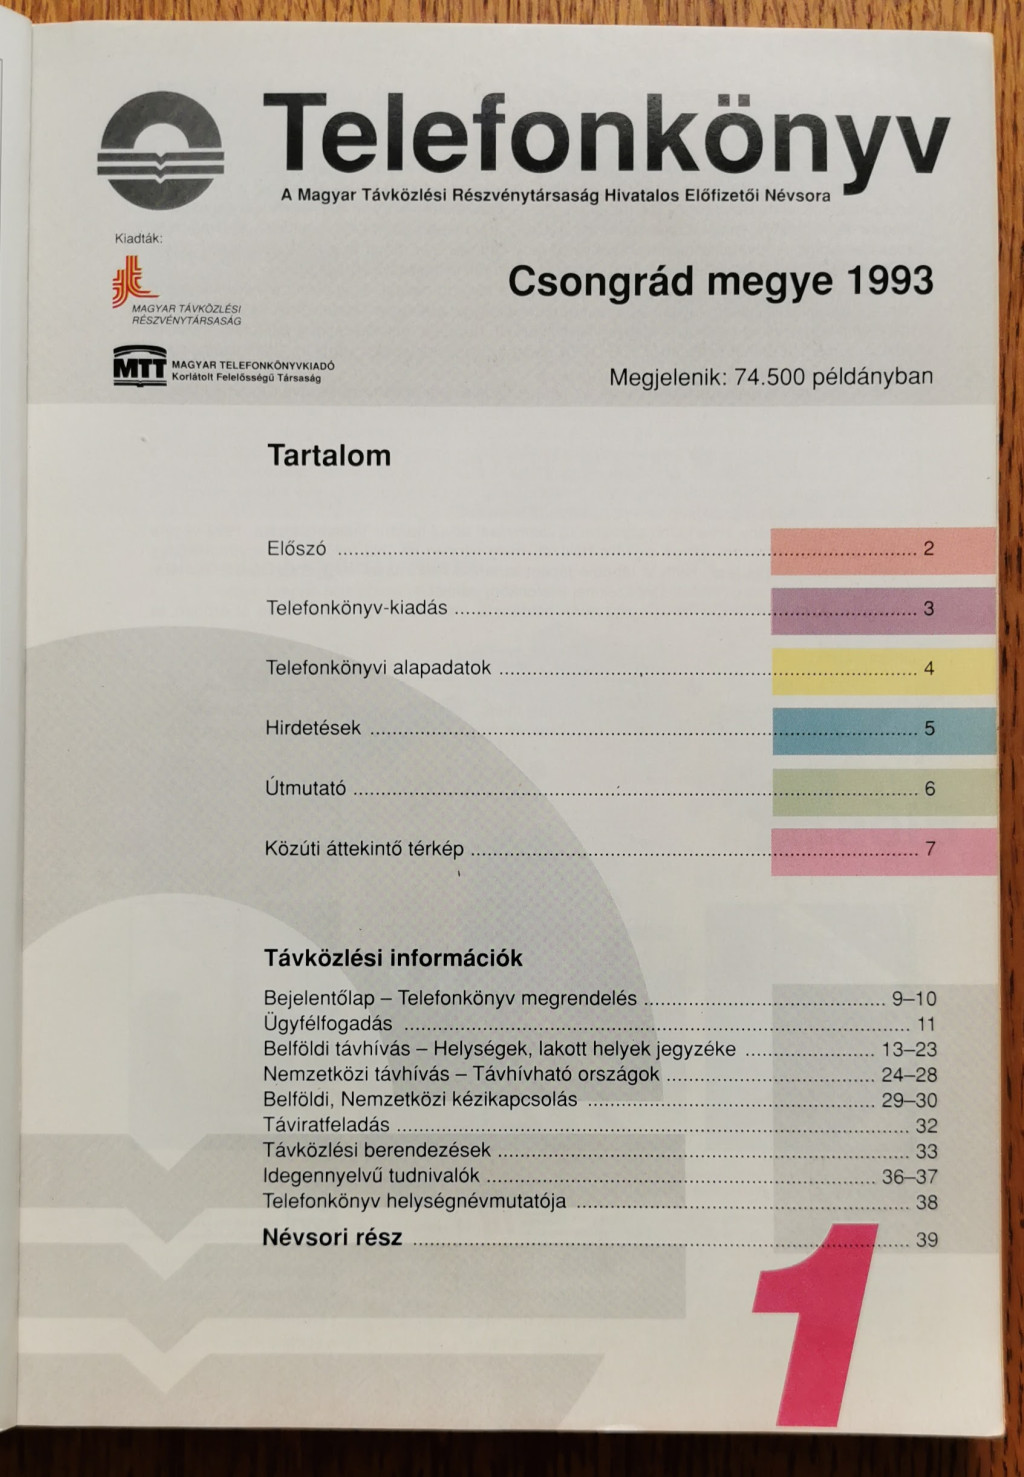 Telefonkönyv
A Magyar Távközlési Részvénytársaság Hivatalos Előfizetői Névsora
Kiadták:
MAGYAR TÁVKÖZLÉSI
RÉSZVÉNYTÁRSASÁG
Csongrád megye 1993
MTT MAGYAR TELEFONKÖNYVKIADÓ
Korlátolt Felelősségű Társaság
Megjelenik: 74.500 példányban
Tartalom
Előszó ........ 2
Telefonkönyv-kiadás ........ 3
Telefonkönyvi alapadatok ........ 4
Hirdetések ........ 5
Útmutató ........ 6
Közúti áttekintő térkép ........ 7
Távközlési információk
Bejelentőlap – Telefonkönyv megrendelés ........ 9–10
Ügyfélfogadás ........ 11
Belföldi távhívás – Helységek, lakott helyek jegyzéke ........ 13–23
Nemzetközi távhívás – Távhívható országok ........ 24–28
Belföldi, Nemzetközi kézikapcsolás ........ 29–30
Táviratfeladás ........ 32
Távközlési berendezések ........ 33
Idegennyelvű tudnivalók ........ 36–37
Telefonkönyv helységnévmutatója ........ 38
Névsori rész ........ 39
1